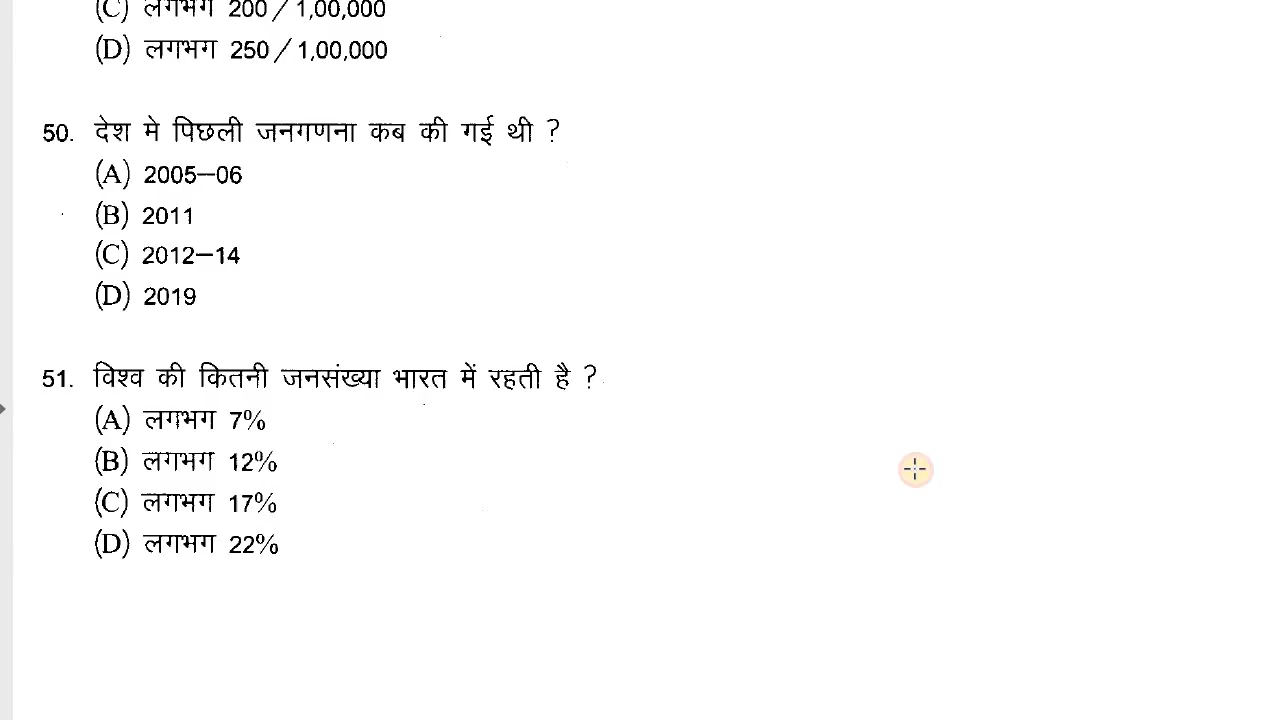 (C) लगभग 200 / 1,00,000
(D) लगभग 250 / 1,00,000
50. देश मे पिछली जनगणना कब की गई थी ?
(A) 2005–06
(B) 2011
(C) 2012–14
(D) 2019
51. विश्व की कितनी जनसंख्या भारत में रहती है ?
(A) लगभग 7%
(B) लगभग 12%
(C) लगभग 17%
(D) लगभग 22%